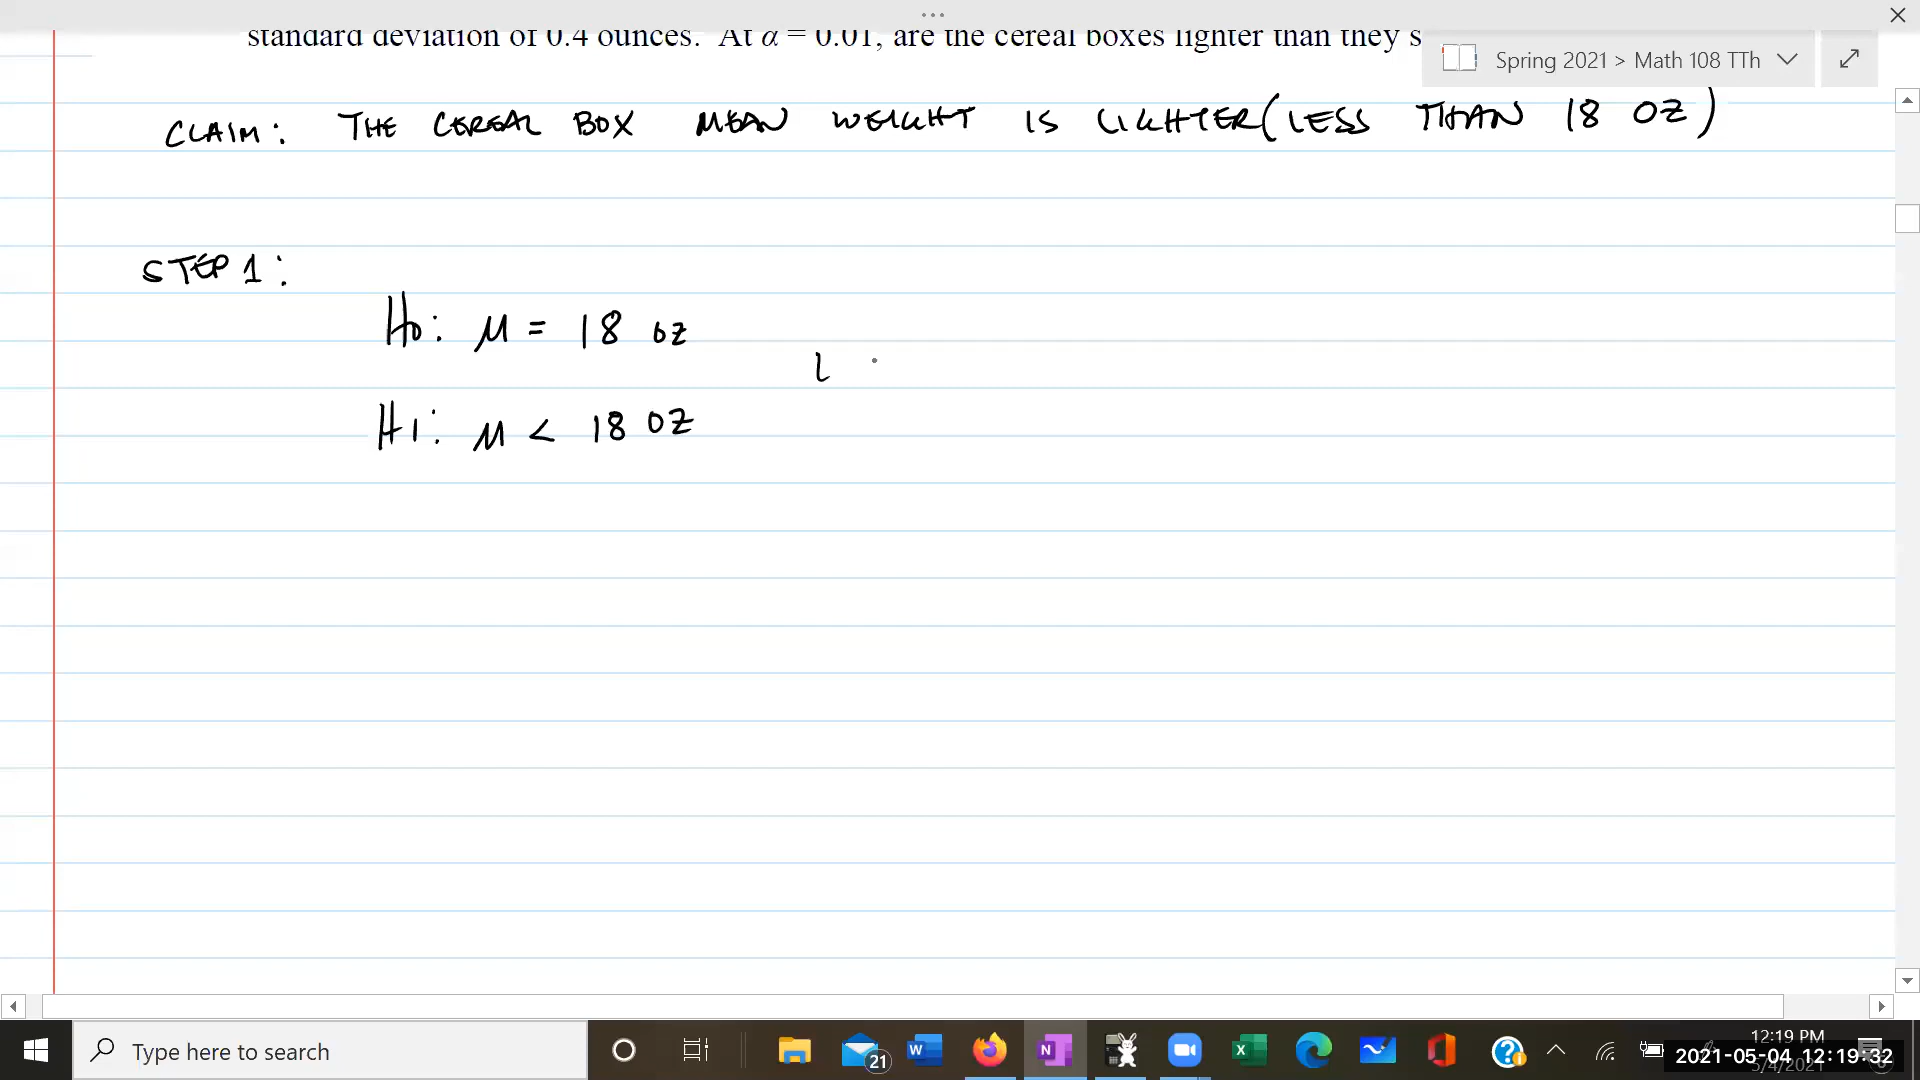 standard deviation of 0.4 ounces. At α = 0.01, are the cereal boxes lighter than they s
Spring 2021 > Math 108 TTh
CLAIM: THE CEREAL BOX MEAN WEIGHT IS LIGHTER (LESS THAN 18 OZ)
STEP 1:
H0: μ = 18 oz
L
H1: μ < 18 OZ
Type here to search
21
12:19 PM
2021-05-04 12:19:32